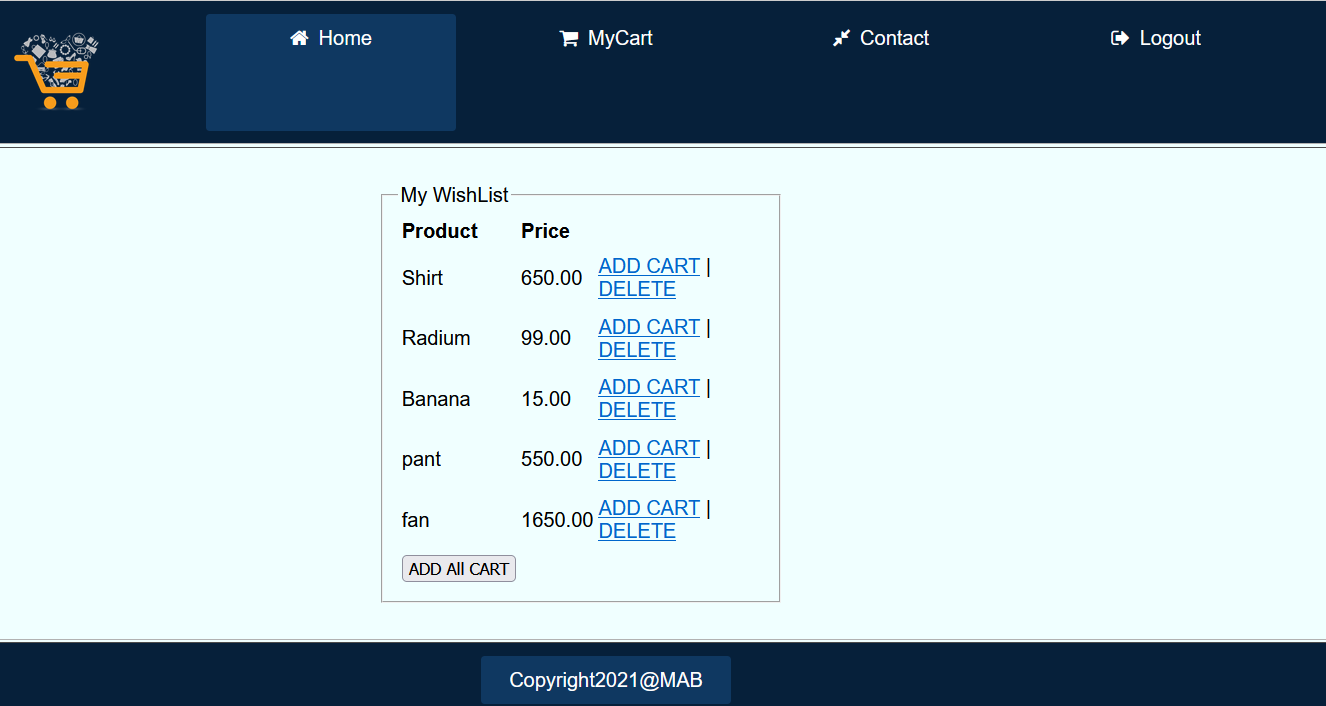 Home MyCart Contact Logout
My WishList
Product Price
Shirt 650.00 ADD CART |
DELETE
Radium 99.00 ADD CART |
DELETE
Banana 15.00 ADD CART |
DELETE
pant 550.00 ADD CART |
DELETE
fan 1650.00 ADD CART |
DELETE
ADD All CART
Copyright2021@MAB